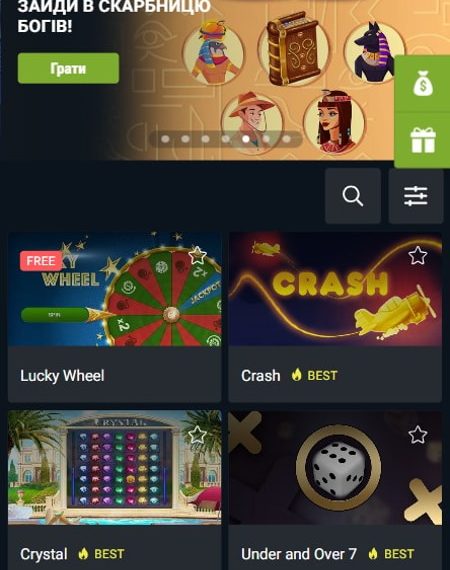 ЗАЙДИ В СКАРБНИЦЮ
БОГІВ!
Грати
FREE
WHEEL
SPIN
JACKPOT
x2
CRASH
Lucky Wheel
Crash BEST
CRYSTAL
Crystal BEST
Under and Over 7 BEST